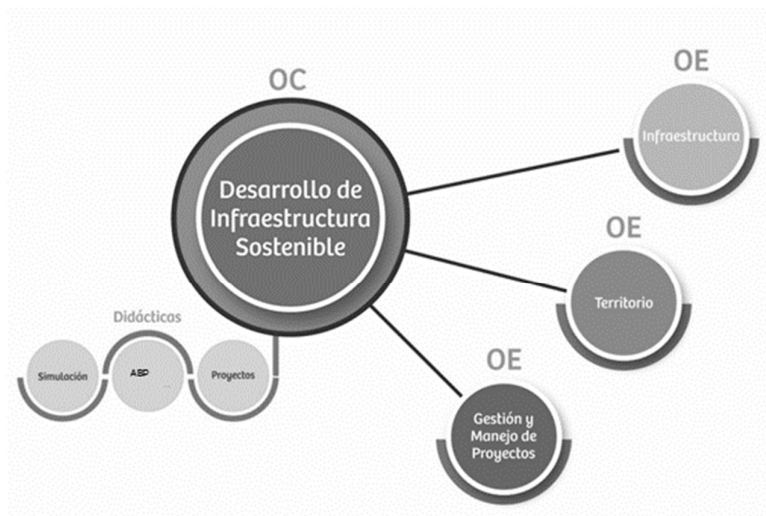 OC
Desarrollo de
Infraestructura
Sostenible
OE
Infraestructura
OE
Territorio
OE
Gestión y
Manejo de
Proyectos
Didácticas
Simulación
ABP
Proyectos